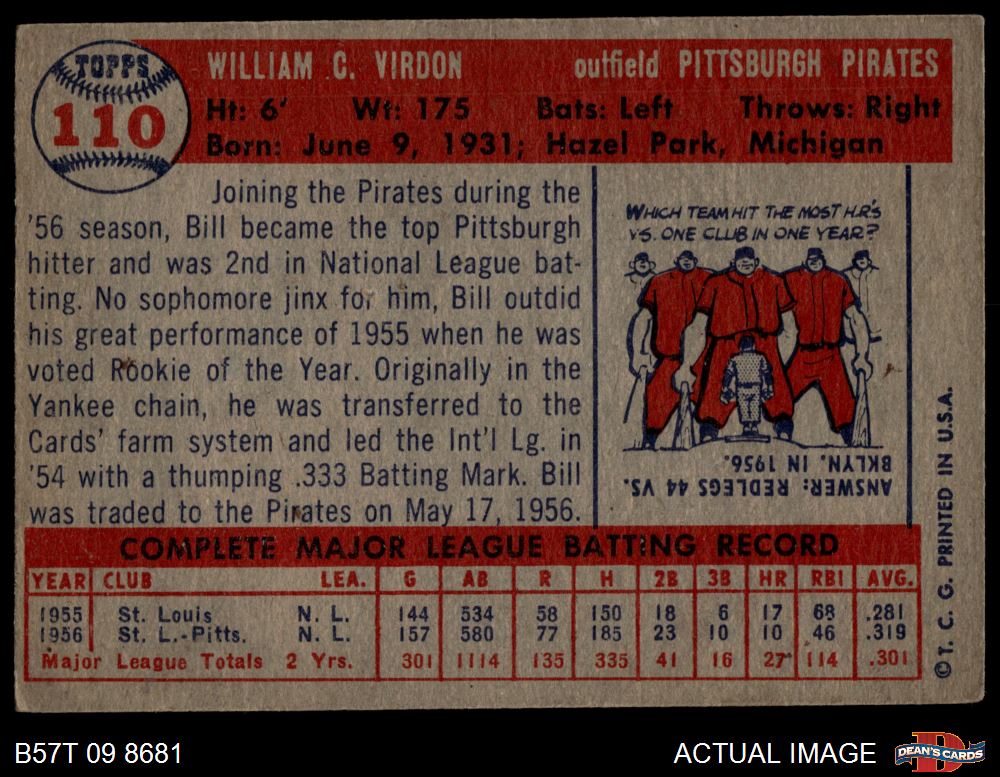 TOPPS
110
WILLIAM C. VIRDON outfield PITTSBURGH PIRATES
Ht: 6' Wt: 175 Bats: Left Throws: Right
Born: June 9, 1931; Hazel Park, Michigan
Joining the Pirates during the
'56 season, Bill became the top Pittsburgh
hitter and was 2nd in National League bat-
ting. No sophomore jinx for him, Bill outdid
his great performance of 1955 when he was
voted Rookie of the Year. Originally in the
Yankee chain, he was transferred to the
Cards' farm system and led the Int'l Lg. in
'54 with a thumping .333 Batting Mark. Bill
was traded to the Pirates on May 17, 1956.
WHICH TEAM HIT THE MOST H.R'S
VS. ONE CLUB IN ONE YEAR?
ANSWER: REDLEGS 44 VS.
BKLYN. IN 1956.
COMPLETE MAJOR LEAGUE BATTING RECORD
YEAR CLUB LEA. G AB R H 2B 3B HR RBI AVG.
1955 St. Louis N. L. 144 534 58 150 18 6 17 68 .281
1956 St. L.-Pitts. N. L. 157 580 77 185 23 10 10 46 .319
Major League Totals 2 Yrs. 301 1114 135 335 41 16 27 114 .301
© T. C. G. PRINTED IN U.S.A.
B57T 09 8681
ACTUAL IMAGE
D
DEAN'S CARDS